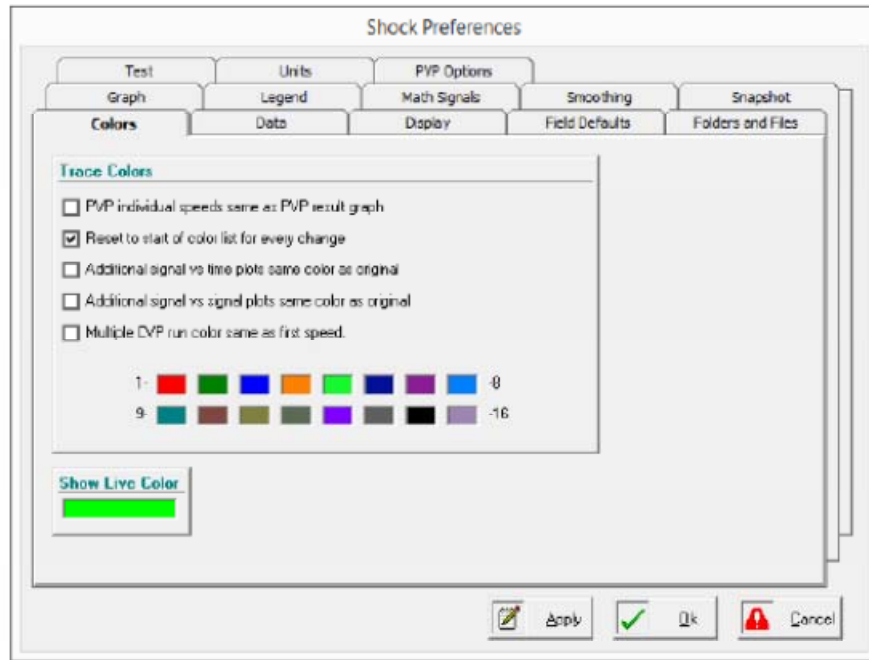 Shock Preferences
Test Units PVP Options
Graph Legend Math Signals Smoothing Snapshot
Colors Data Display Field Defaults Folders and Files
Trace Colors
PVP individual speeds same as PVP result graph
Reset to start of color list for every change
Additional signal vs time plots same color as original
Additional signal vs signal plots same color as original
Multiple CVP run color same as first speed.
1- -8
9- -16
Show Live Color
Apply Ok Cancel